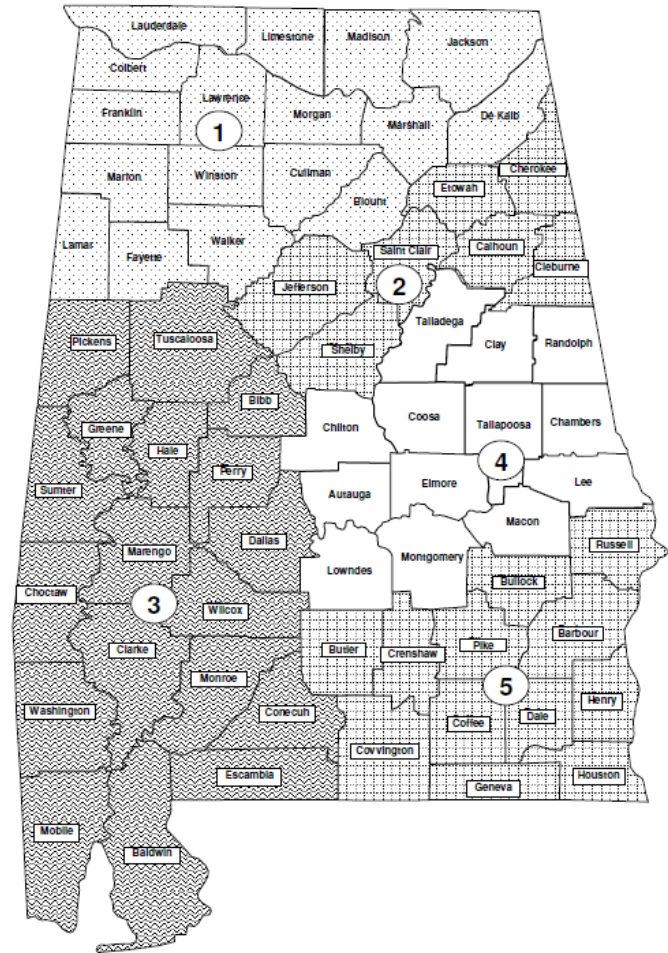 Lauderdale
Limestone
Madison
Jackson
Colbert
Lawrence
Franklin
Morgan
Marshall
De Kalb
1
Cherokee
Etowah
Marion
Winston
Cullman
Blount
Lamar
Fayette
Walker
Saint Clair
Calhoun
Cleburne
Jefferson
2
Talladega
Pickens
Tuscaloosa
Shelby
Clay
Randolph
Bibb
Greene
Hale
Chilton
Coosa
Tallapoosa
Chambers
Perry
4
Sumter
Autauga
Elmore
Lee
Macon
Dallas
Russell
Marengo
Lowndes
Montgomery
Bullock
Choctaw
3
Wilcox
Clarke
Butler
Crenshaw
Pike
Barbour
Monroe
5
Washington
Conecuh
Coffee
Dale
Henry
Covington
Escambia
Geneva
Houston
Mobile
Baldwin